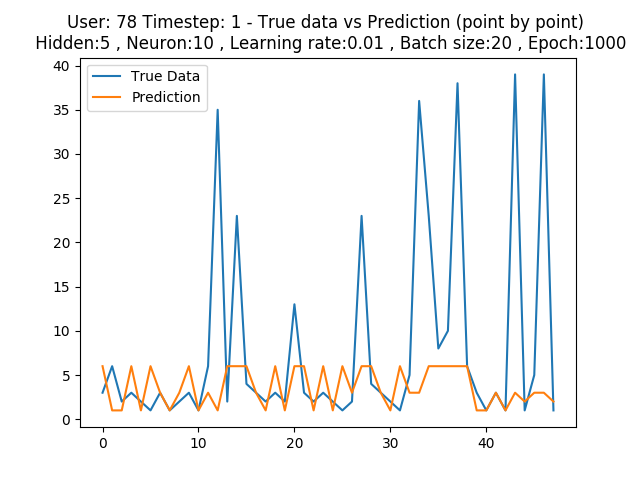 User: 78 Timestep: 1 - True data vs Prediction (point by point)
Hidden:5 , Neuron:10 , Learning rate:0.01 , Batch size:20 , Epoch:1000
True Data
Prediction
40
35
30
25
20
15
10
5
0
0 10 20 30 40